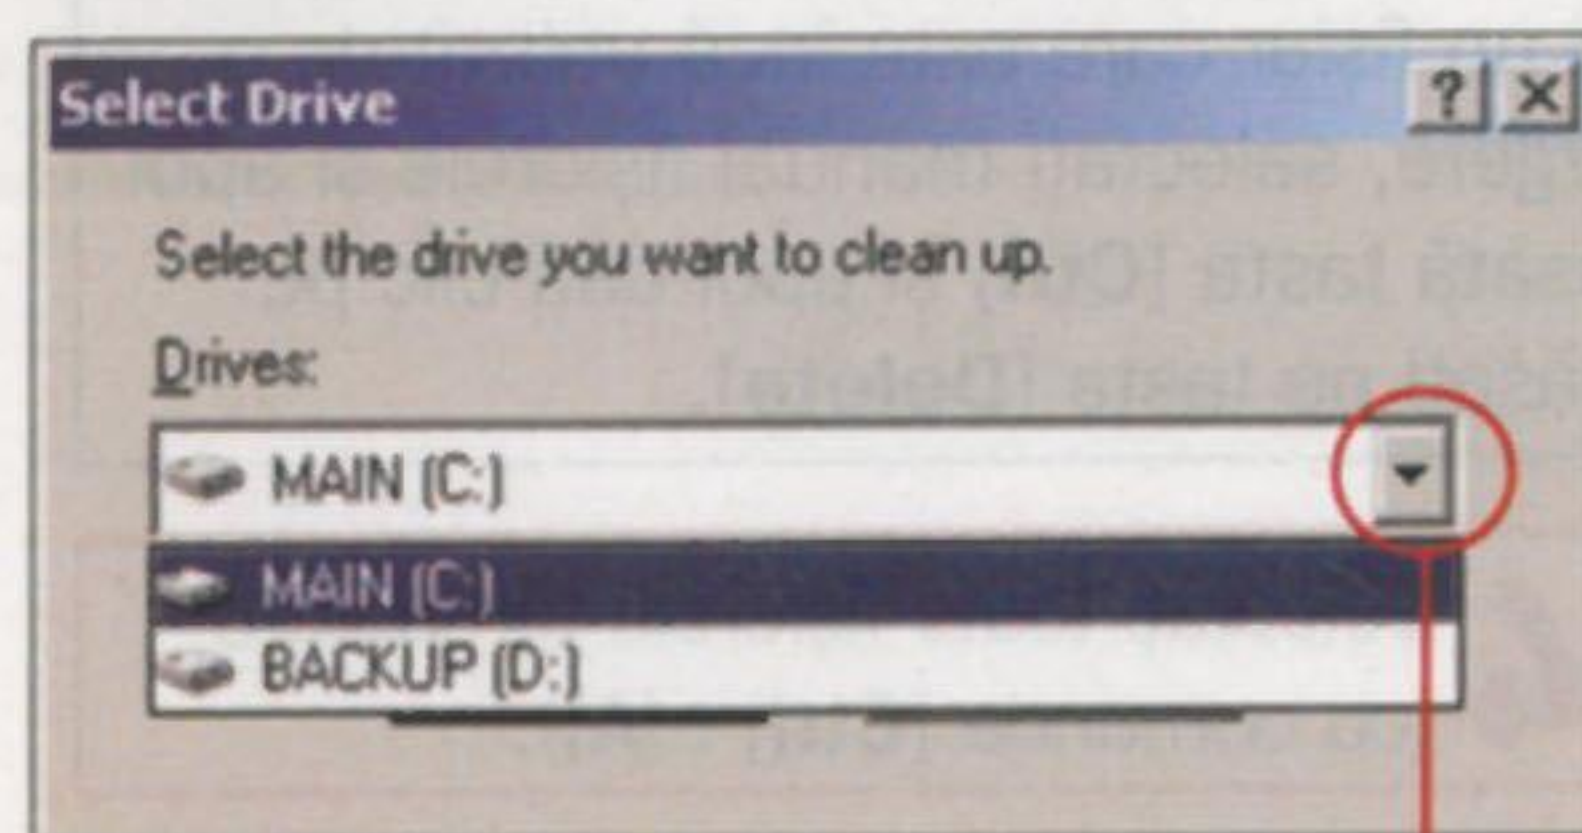 Select Drive
Select the drive you want to clean up.
Drives:
MAIN (C:)
MAIN (C:)
BACKUP (D:)